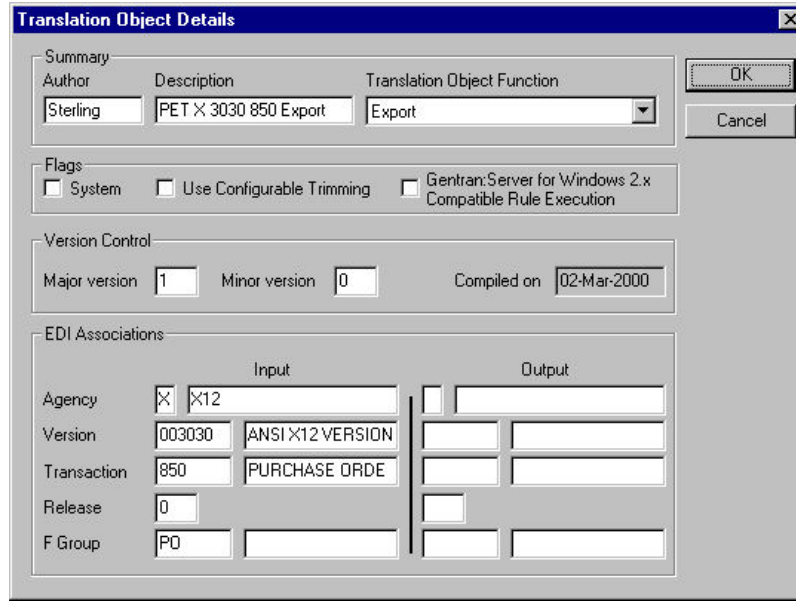 Translation Object Details
Summary
Author Description Translation Object Function
Sterling PET X 3030 850 Export Export
OK
Cancel
Flags
System Use Configurable Trimming Gentran:Server for Windows 2.x
Compatible Rule Execution
Version Control
Major version 1 Minor version 0 Compiled on 02-Mar-2000
EDI Associations
Input Output
Agency X X12
Version 003030 ANSI X12 VERSION
Transaction 850 PURCHASE ORDE
Release 0
F Group PO